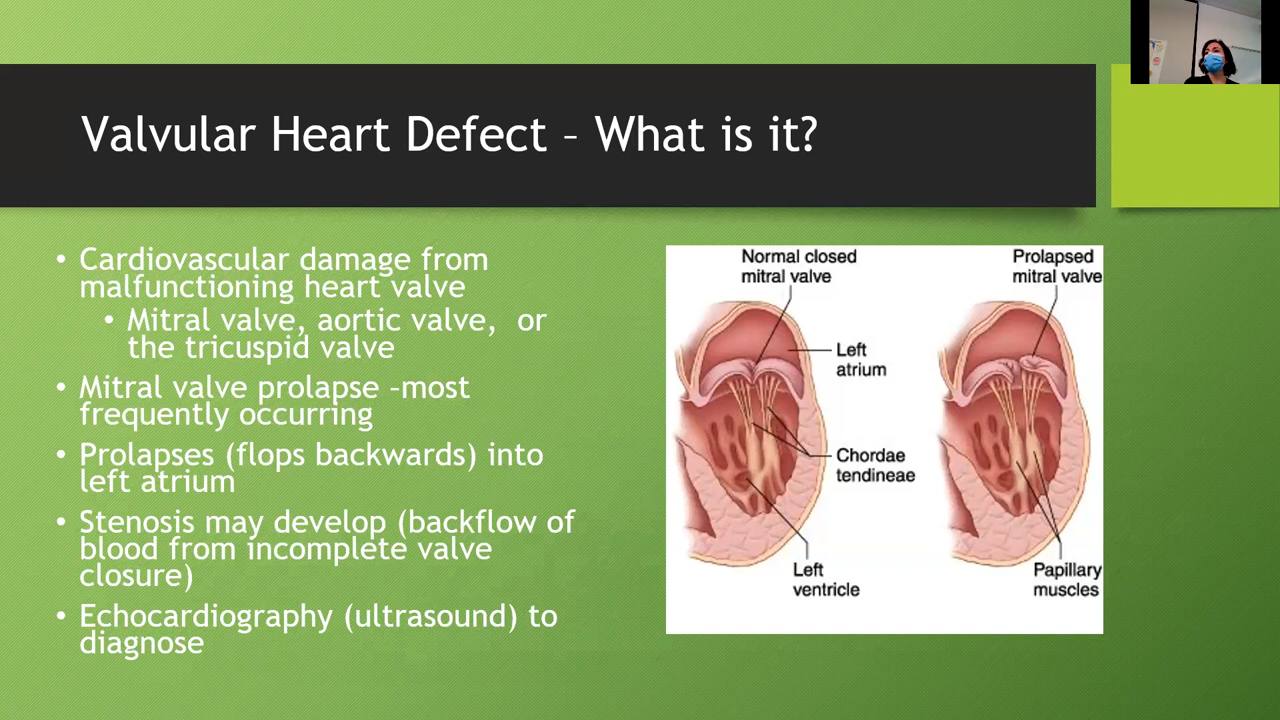 Valvular Heart Defect – What is it?
• Cardiovascular damage from
malfunctioning heart valve
• Mitral valve, aortic valve,  or
the tricuspid valve
• Mitral valve prolapse –most
frequently occurring
• Prolapses (flops backwards) into
left atrium
• Stenosis may develop (backflow of
blood from incomplete valve
closure)
• Echocardiography (ultrasound) to
diagnose
Normal closed
mitral valve
Prolapsed
mitral valve
Left
atrium
Chordae
tendineae
Left
ventricle
Papillary
muscles